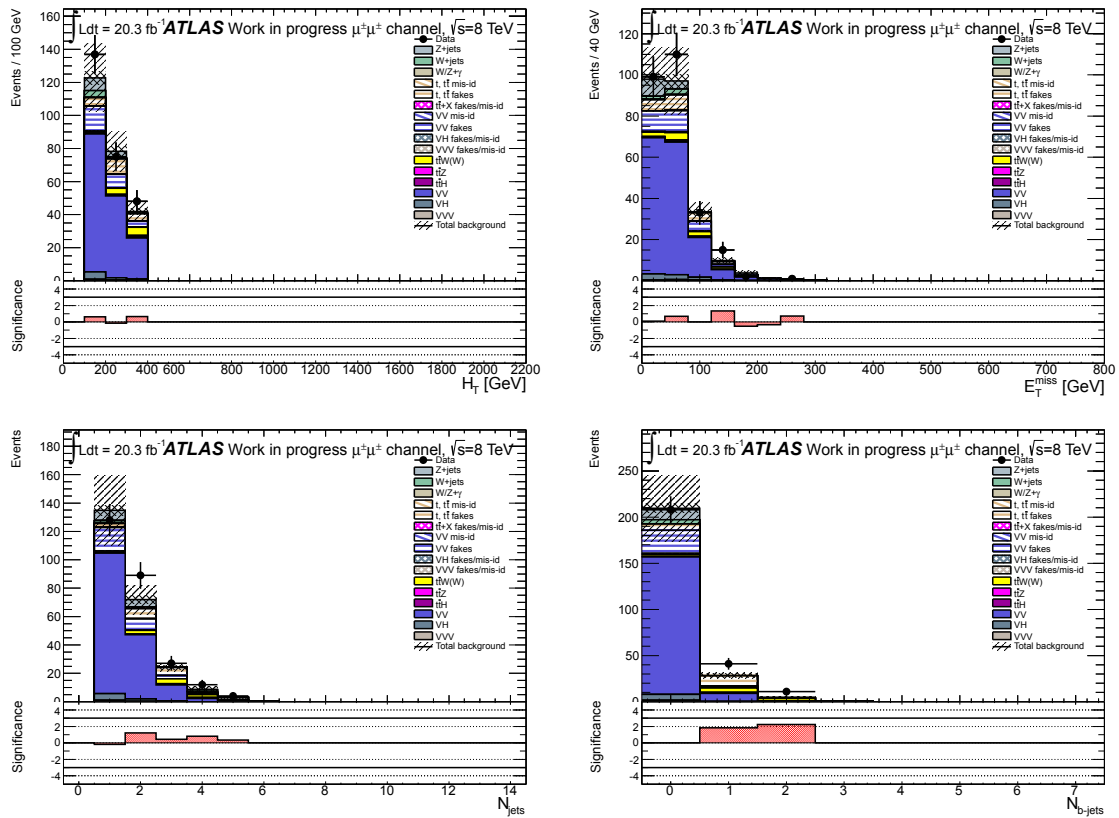 Events / 100 GeV
∫ Ldt = 20.3 fb⁻¹ ATLAS Work in progress μ±μ± channel, √s=8 TeV
160
140
120
100
80
60
40
20
0
Data
Z+jets
W+jets
W/Z+γ
t, tt̄ mis-id
t, tt̄ fakes
tt̄+X fakes/mis-id
VV mis-id
VV fakes
VH fakes/mis-id
VVV fakes/mis-id
tt̄W(W)
tt̄Z
tt̄H
VV
VH
VVV
Total background
Significance
4
2
0
-2
-4
0 200 400 600 800 1000 1200 1400 1600 1800 2000 2200
H_T [GeV]
Events / 40 GeV
∫ Ldt = 20.3 fb⁻¹ ATLAS Work in progress μ±μ± channel, √s=8 TeV
120
100
80
60
40
20
0
Data
Z+jets
W+jets
W/Z+γ
t, tt̄ mis-id
t, tt̄ fakes
tt̄+X fakes/mis-id
VV mis-id
VV fakes
VH fakes/mis-id
VVV fakes/mis-id
tt̄W(W)
tt̄Z
tt̄H
VV
VH
VVV
Total background
Significance
4
2
0
-2
-4
0 100 200 300 400 500 600 700 800
E_T^miss [GeV]
Events
∫ Ldt = 20.3 fb⁻¹ ATLAS Work in progress μ±μ± channel, √s=8 TeV
180
160
140
120
100
80
60
40
20
0
Data
Z+jets
W+jets
W/Z+γ
t, tt̄ mis-id
t, tt̄ fakes
tt̄+X fakes/mis-id
VV mis-id
VV fakes
VH fakes/mis-id
VVV fakes/mis-id
tt̄W(W)
tt̄Z
tt̄H
VV
VH
VVV
Total background
Significance
4
2
0
-2
-4
0 2 4 6 8 10 12 14
N_jets
Events
∫ Ldt = 20.3 fb⁻¹ ATLAS Work in progress μ±μ± channel, √s=8 TeV
250
200
150
100
50
0
Data
Z+jets
W+jets
W/Z+γ
t, tt̄ mis-id
t, tt̄ fakes
tt̄+X fakes/mis-id
VV mis-id
VV fakes
VH fakes/mis-id
VVV fakes/mis-id
tt̄W(W)
tt̄Z
tt̄H
VV
VH
VVV
Total background
Significance
4
2
0
-2
-4
0 1 2 3 4 5 6 7
N_b-jets